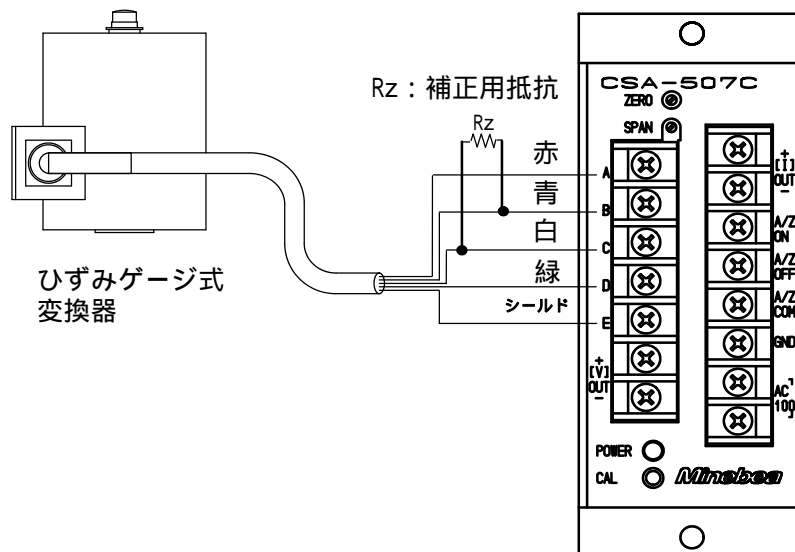 Rz:補正用抵抗
Rz
赤
青
白
緑
シールド
ひずみゲージ式
変換器
CSA-507C
ZERO
SPAN
A
B
C
D
E
+
[V]
OUT
-
+
[I]
OUT
-
A/Z
ON
A/Z
OFF
A/Z
COM
GND
AC
100
POWER
CAL
Minebea